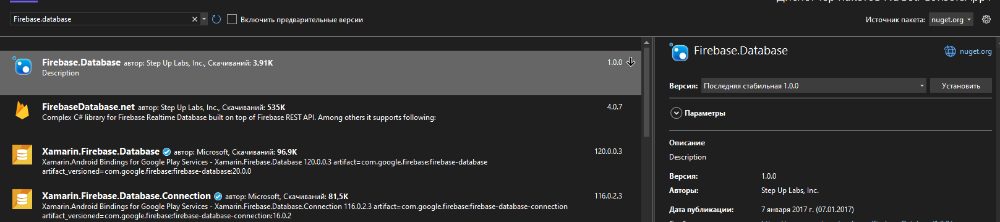 Firebase.database
Включить предварительные версии
Источник пакета: nuget.org
Firebase.Database автор: Step Up Labs, Inc., Скачиваний: 3,91K
1.0.0
Description
FirebaseDatabase.net автор: Step Up Labs, Inc., Скачиваний: 535K
4.0.7
Complex C# library for Firebase Realtime Database built on top of Firebase REST API. Among others it supports following:
Xamarin.Firebase.Database автор: Microsoft, Скачиваний: 96,9K
120.0.0.3
Xamarin.Android Bindings for Google Play Services - Xamarin.Firebase.Database 120.0.0.3 artifact=com.google.firebase:firebase-database
artifact_versioned=com.google.firebase:firebase-database:20.0.0
Xamarin.Firebase.Database.Connection автор: Microsoft, Скачиваний: 81,5K
116.0.2.3
Xamarin.Android Bindings for Google Play Services - Xamarin.Firebase.Database.Connection 116.0.2.3 artifact=com.google.firebase:firebase-database-connection
artifact_versioned=com.google.firebase:firebase-database-connection:16.0.2
Firebase.Database
nuget.org
Версия: Последняя стабильная 1.0.0
Установить
Параметры
Описание
Description
Версия: 1.0.0
Авторы: Step Up Labs, Inc.
Дата публикации: 7 января 2017 г. (07.01.2017)